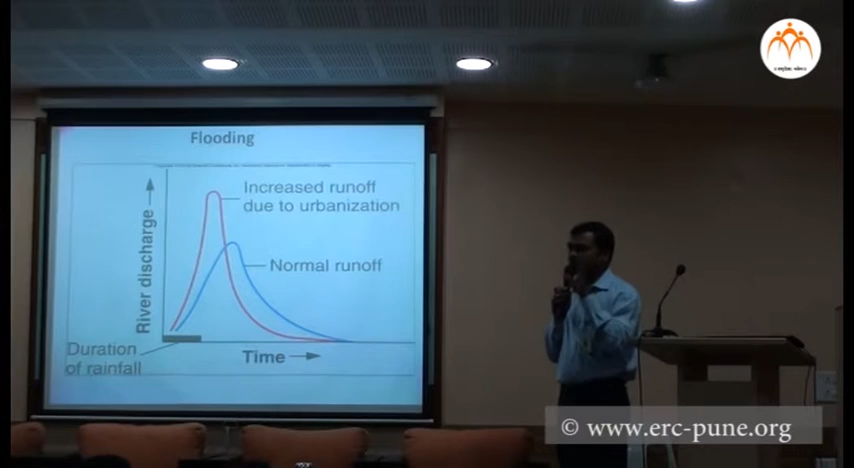 Flooding
Increased runoff
due to urbanization
Normal runoff
River discharge
Duration
of rainfall
Time
© www.erc-pune.org